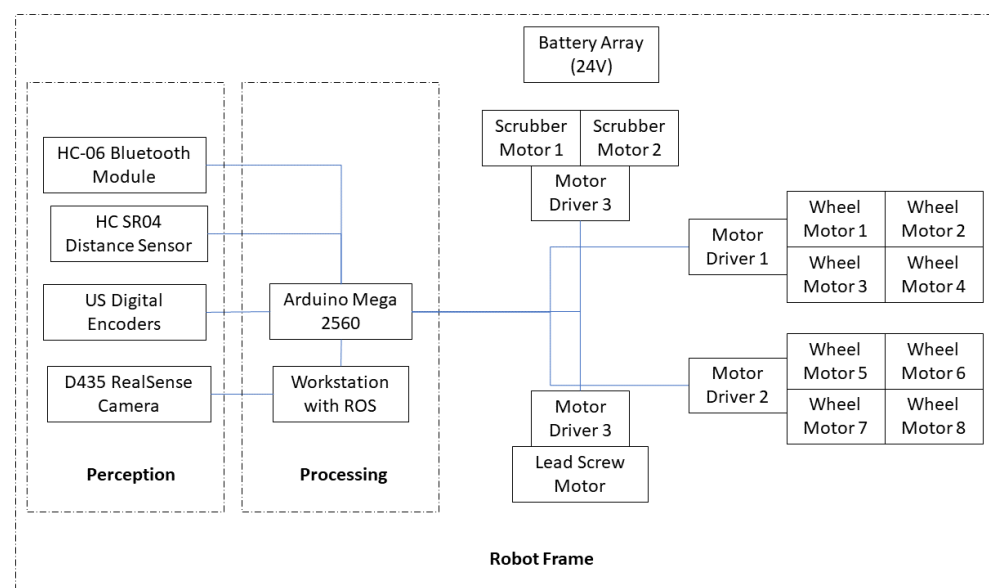 Battery Array
(24V)
Scrubber
Motor 1
Scrubber
Motor 2
Motor
Driver 3
HC-06 Bluetooth
Module
HC SR04
Distance Sensor
US Digital
Encoders
D435 RealSense
Camera
Perception
Arduino Mega
2560
Workstation
with ROS
Processing
Motor
Driver 1
Wheel
Motor 1
Wheel
Motor 2
Wheel
Motor 3
Wheel
Motor 4
Motor
Driver 2
Wheel
Motor 5
Wheel
Motor 6
Wheel
Motor 7
Wheel
Motor 8
Motor
Driver 3
Lead Screw
Motor
Robot Frame